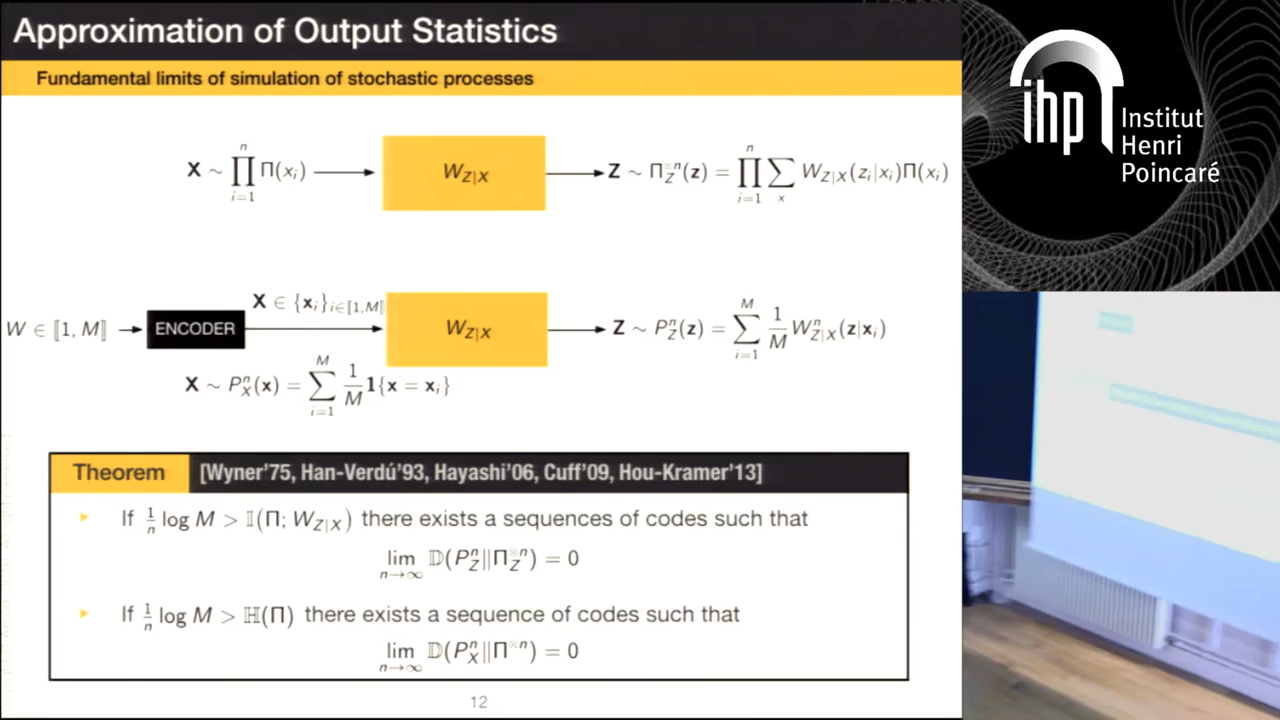 Approximation of Output Statistics
Fundamental limits of simulation of stochastic processes
X ∼ ∏_{i=1}^{n} Π(x_i) → W_{Z|X} → Z ∼ Π_Z^{⊗n}(z) = ∏_{i=1}^{n} ∑_x W_{Z|X}(z_i|x_i)Π(x_i)
X ∈ {x_i}_{i∈⟦1,M⟧}
W ∈ ⟦1, M⟧ → ENCODER → W_{Z|X} → Z ∼ P_Z^n(z) = ∑_{i=1}^{M} 1/M W_{Z|X}^n(z|x_i)
X ∼ P_X^n(x) = ∑_{i=1}^{M} 1/M 1{x = x_i}
Theorem [Wyner'75, Han-Verdú'93, Hayashi'06, Cuff'09, Hou-Kramer'13]
▸ If 1/n log M > 𝕀(Π; W_{Z|X}) there exists a sequences of codes such that
lim_{n→∞} 𝔻(P_Z^n||Π_Z^{⊗n}) = 0
▸ If 1/n log M > ℍ(Π) there exists a sequence of codes such that
lim_{n→∞} 𝔻(P_X^n||Π^{⊗n}) = 0
12
ihp
Institut
Henri
Poincaré